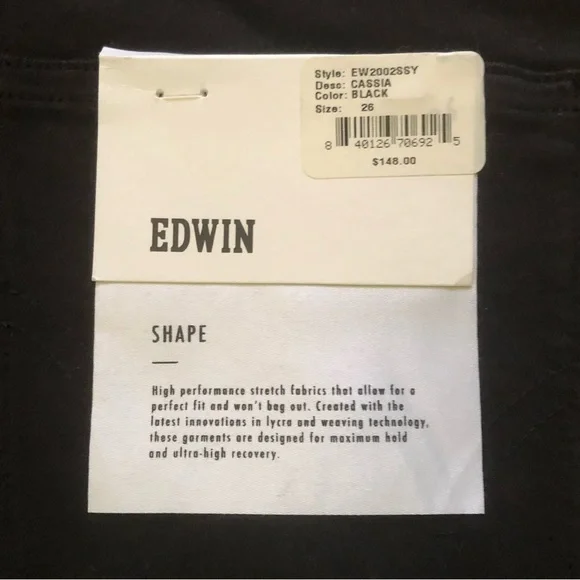 Style: EW2002SSY
Desc: CASSIA
Color: BLACK
Size: 26
8 40126 70692 5
$148.00
EDWIN
SHAPE
High performance stretch fabrics that allow for a
perfect fit and won't bag out. Created with the
latest innovations in lycra and weaving technology,
these garments are designed for maximum hold
and ultra-high recovery.